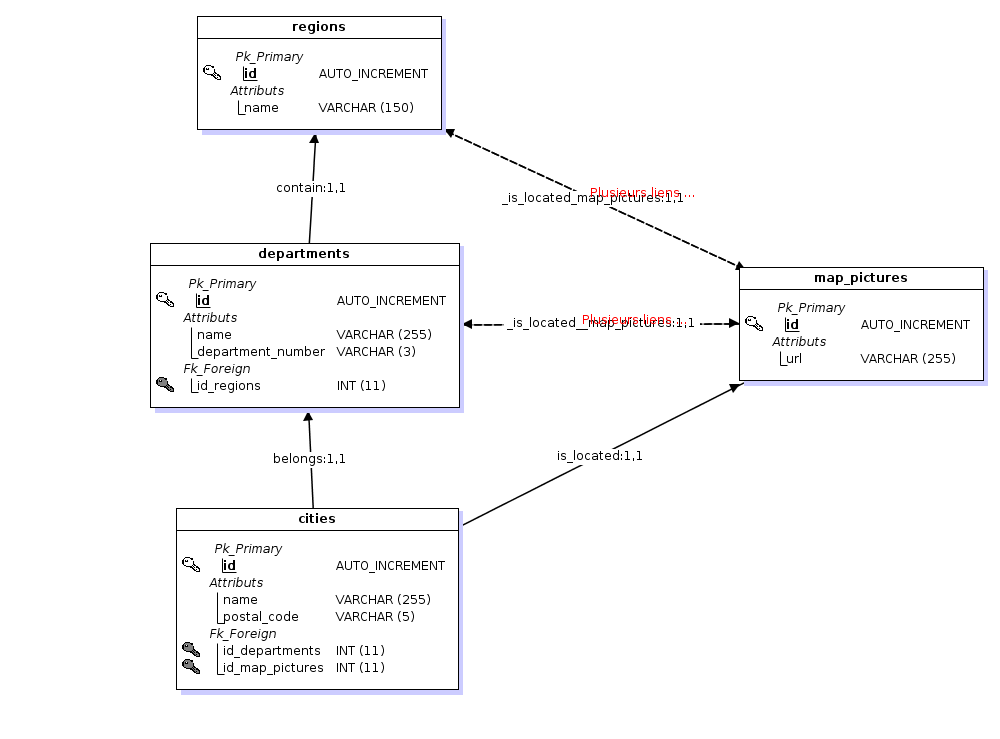 regions
Pk_Primary
id AUTO_INCREMENT
Attributs
name VARCHAR (150)
contain:1,1
Plusieurs liens...
_is_located_map_pictures:1,1
departments
Pk_Primary
id AUTO_INCREMENT
Attributs
name VARCHAR (255)
department_number VARCHAR (3)
Fk_Foreign
id_regions INT (11)
Plusieurs liens...
_is_located__map_pictures:1,1
map_pictures
Pk_Primary
id AUTO_INCREMENT
Attributs
url VARCHAR (255)
belongs:1,1
is_located:1,1
cities
Pk_Primary
id AUTO_INCREMENT
Attributs
name VARCHAR (255)
postal_code VARCHAR (5)
Fk_Foreign
id_departments INT (11)
id_map_pictures INT (11)